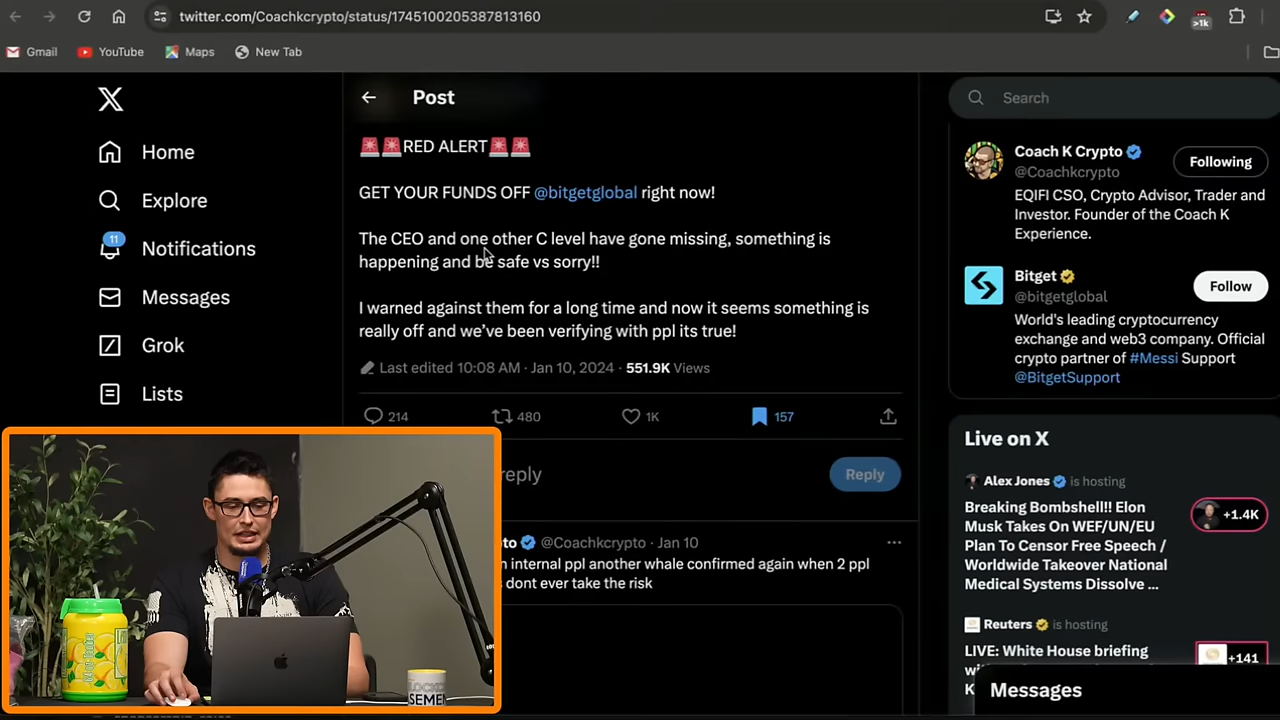 twitter.com/Coachkcrypto/status/1745100205387813160
>1k
Gmail
YouTube
Maps
New Tab
X
Home
Explore
11
Notifications
Messages
Grok
Lists
Post
RED ALERT
GET YOUR FUNDS OFF @bitgetglobal right now!
The CEO and one other C level have gone missing, something is
happening and be safe vs sorry!!
I warned against them for a long time and now it seems something is
really off and we've been verifying with ppl its true!
Last edited 10:08 AM · Jan 10, 2024 · 551.9K Views
214
480
1K
157
reply
Reply
@Coachkcrypto · Jan 10
internal ppl another whale confirmed again when 2 ppl
dont ever take the risk
Search
Coach K Crypto
@Coachkcrypto
Following
EQIFI CSO, Crypto Advisor, Trader and
Investor. Founder of the Coach K
Experience.
Bitget
@bitgetglobal
Follow
World's leading cryptocurrency
exchange and web3 company. Official
crypto partner of #Messi Support
@BitgetSupport
Live on X
Alex Jones is hosting
Breaking Bombshell!! Elon
Musk Takes On WEF/UN/EU
Plan To Censor Free Speech /
Worldwide Takeover National
Medical Systems Dissolve ...
+1.4K
Reuters is hosting
LIVE: White House briefing
+141
Messages